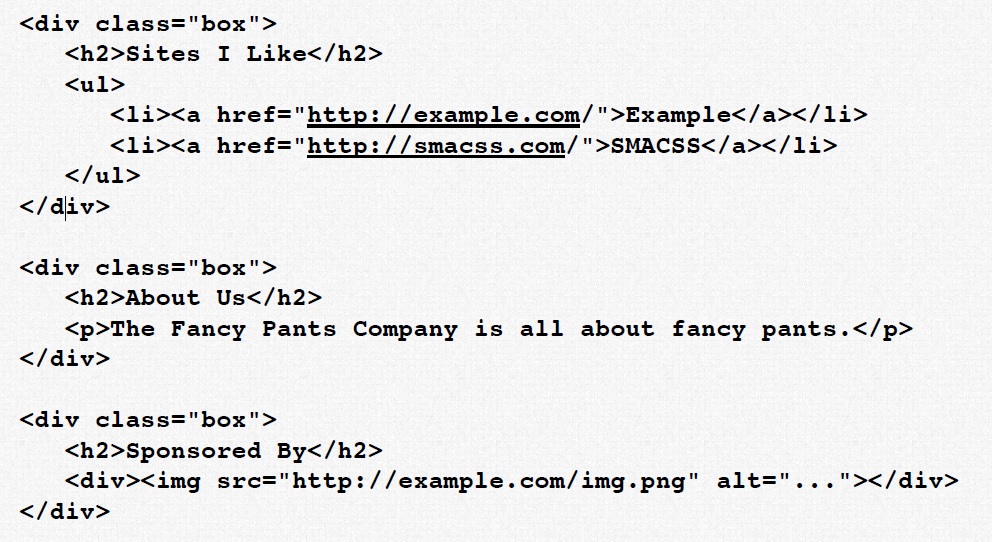 <div class="box">
   <h2>Sites I Like</h2>
   <ul>
      <li><a href="http://example.com/">Example</a></li>
      <li><a href="http://smacss.com/">SMACSS</a></li>
   </ul>
</div>

<div class="box">
   <h2>About Us</h2>
   <p>The Fancy Pants Company is all about fancy pants.</p>
</div>

<div class="box">
   <h2>Sponsored By</h2>
   <div><img src="http://example.com/img.png" alt="..."></div>
</div>